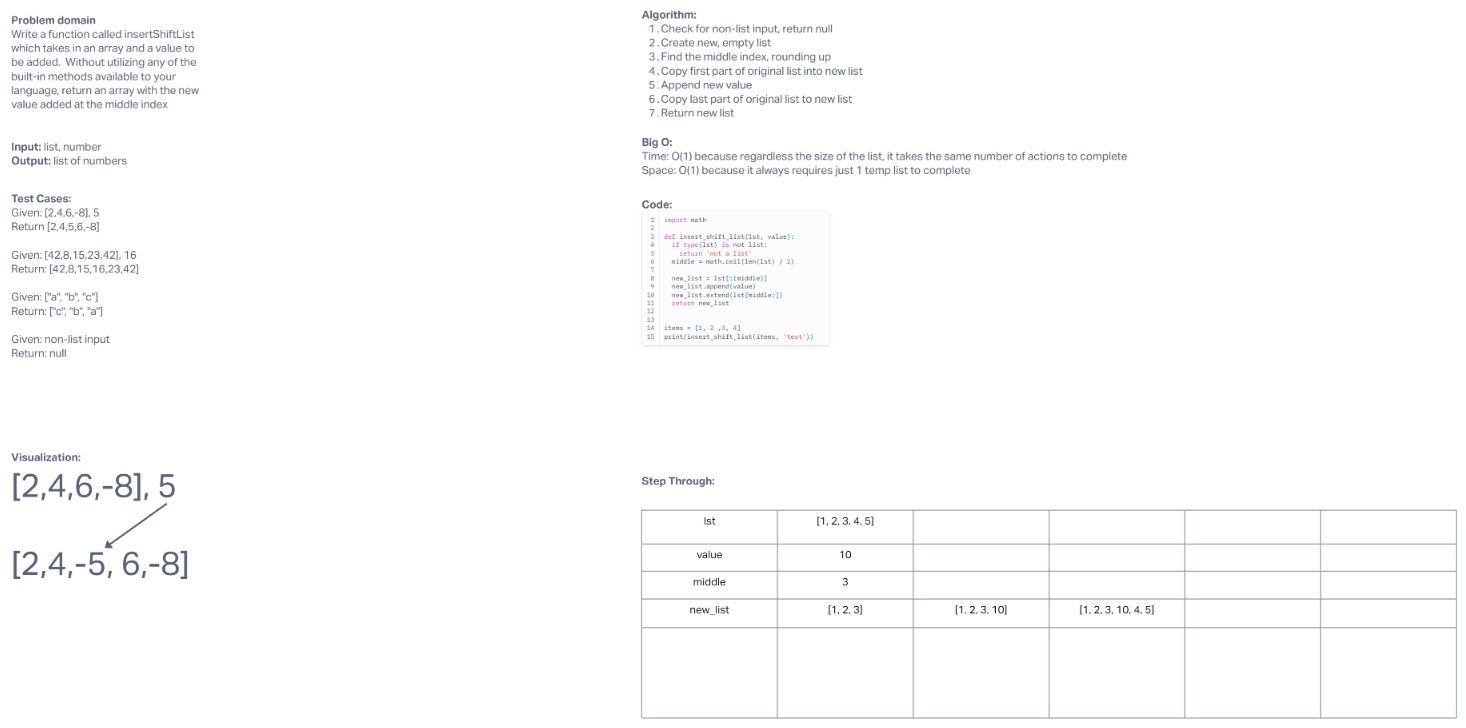 Problem domain
Write a function called insertShiftList
which takes in an array and a value to
be added.  Without utilizing any of the
built-in methods available to your
language, return an array with the new
value added at the middle index
Input: list, number
Output: list of numbers
Test Cases:
Given: [2,4,6,-8], 5
Return [2,4,5,6,-8]
Given: [42,8,15,23,42], 16
Return: [42,8,15,16,23,42]
Given: ["a", "b", "c"]
Return: ["c", "b", "a"]
Given: non-list input
Return: null
Visualization:
[2,4,6,-8], 5
[2,4,-5, 6,-8]
Algorithm:
1. Check for non-list input, return null
2. Create new, empty list
3. Find the middle index, rounding up
4. Copy first part of original list into new list
5. Append new value
6. Copy last part of original list to new list
7. Return new list
Big O:
Time: O(1) because regardless the size of the list, it takes the same number of actions to complete
Space: O(1) because it always requires just 1 temp list to complete
Code:
1 import math
2
3 def insert_shift_list(lst, value):
4   if type(lst) is not list:
5     return 'not a list'
6   middle = math.ceil(len(lst) / 2)
7
8   new_list = lst[:(middle)]
9   new_list.append(value)
10   new_list.extend(lst[middle:])
11   return new_list
12
13
14 items = [1, 2 ,3, 4]
15 print(insert_shift_list(items, 'test'))
Step Through:
lst [1, 2, 3, 4, 5]
value 10
middle 3
new_list [1, 2, 3] [1, 2, 3, 10] [1, 2, 3, 10, 4, 5]